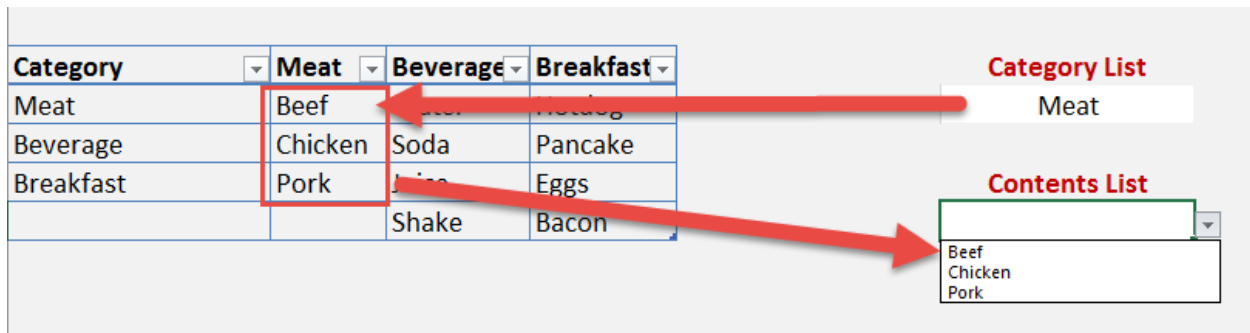 Category Meat Beverage Breakfast Category List
Meat Beef Meat
Beverage Chicken Soda Pancake
Breakfast Pork Eggs Contents List
Shake Bacon
Beef
Chicken
Pork